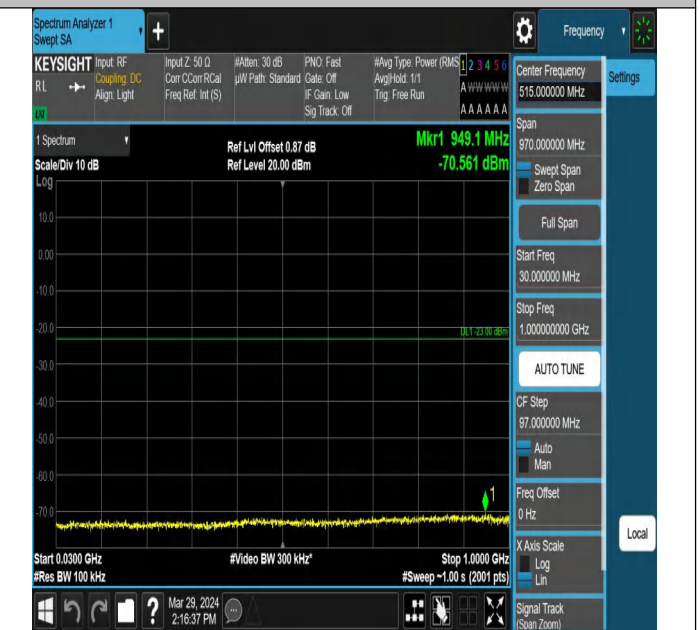 Spectrum Analyzer 1
Swept SA
+
Frequency
KEYSIGHT
RL
LXI
Input: RF
Coupling: DC
Align: Light
Input Z: 50 Ω
Corr CCorr RCal
Freq Ref: Int (S)
#Atten: 30 dB
µW Path: Standard
PNO: Fast
Gate: Off
IF Gain: Low
Sig Track: Off
#Avg Type: Power (RMS
Avg|Hold: 1/1
Trig: Free Run
1 2 3 4 5 6
A W W W W W
A A A A A A
1 Spectrum
Scale/Div 10 dB
Ref Lvl Offset 0.87 dB
Ref Level 20.00 dBm
Mkr1 949.1 MHz
-70.561 dBm
Log
10.0
0.00
-10.0
-20.0
DL1 -23.00 dBm
-30.0
-40.0
-50.0
-60.0
1
-70.0
Start 0.0300 GHz
#Res BW 100 kHz
#Video BW 300 kHz*
Stop 1.0000 GHz
#Sweep ~1.00 s (2001 pts)
?
Mar 29, 2024
2:16:37 PM
Center Frequency
515.000000 MHz
Settings
Span
970.000000 MHz
Swept Span
Zero Span
Full Span
Start Freq
30.000000 MHz
Stop Freq
1.000000000 GHz
AUTO TUNE
CF Step
97.000000 MHz
Auto
Man
Freq Offset
0 Hz
X Axis Scale
Log
Lin
Local
Signal Track
(Span Zoom)